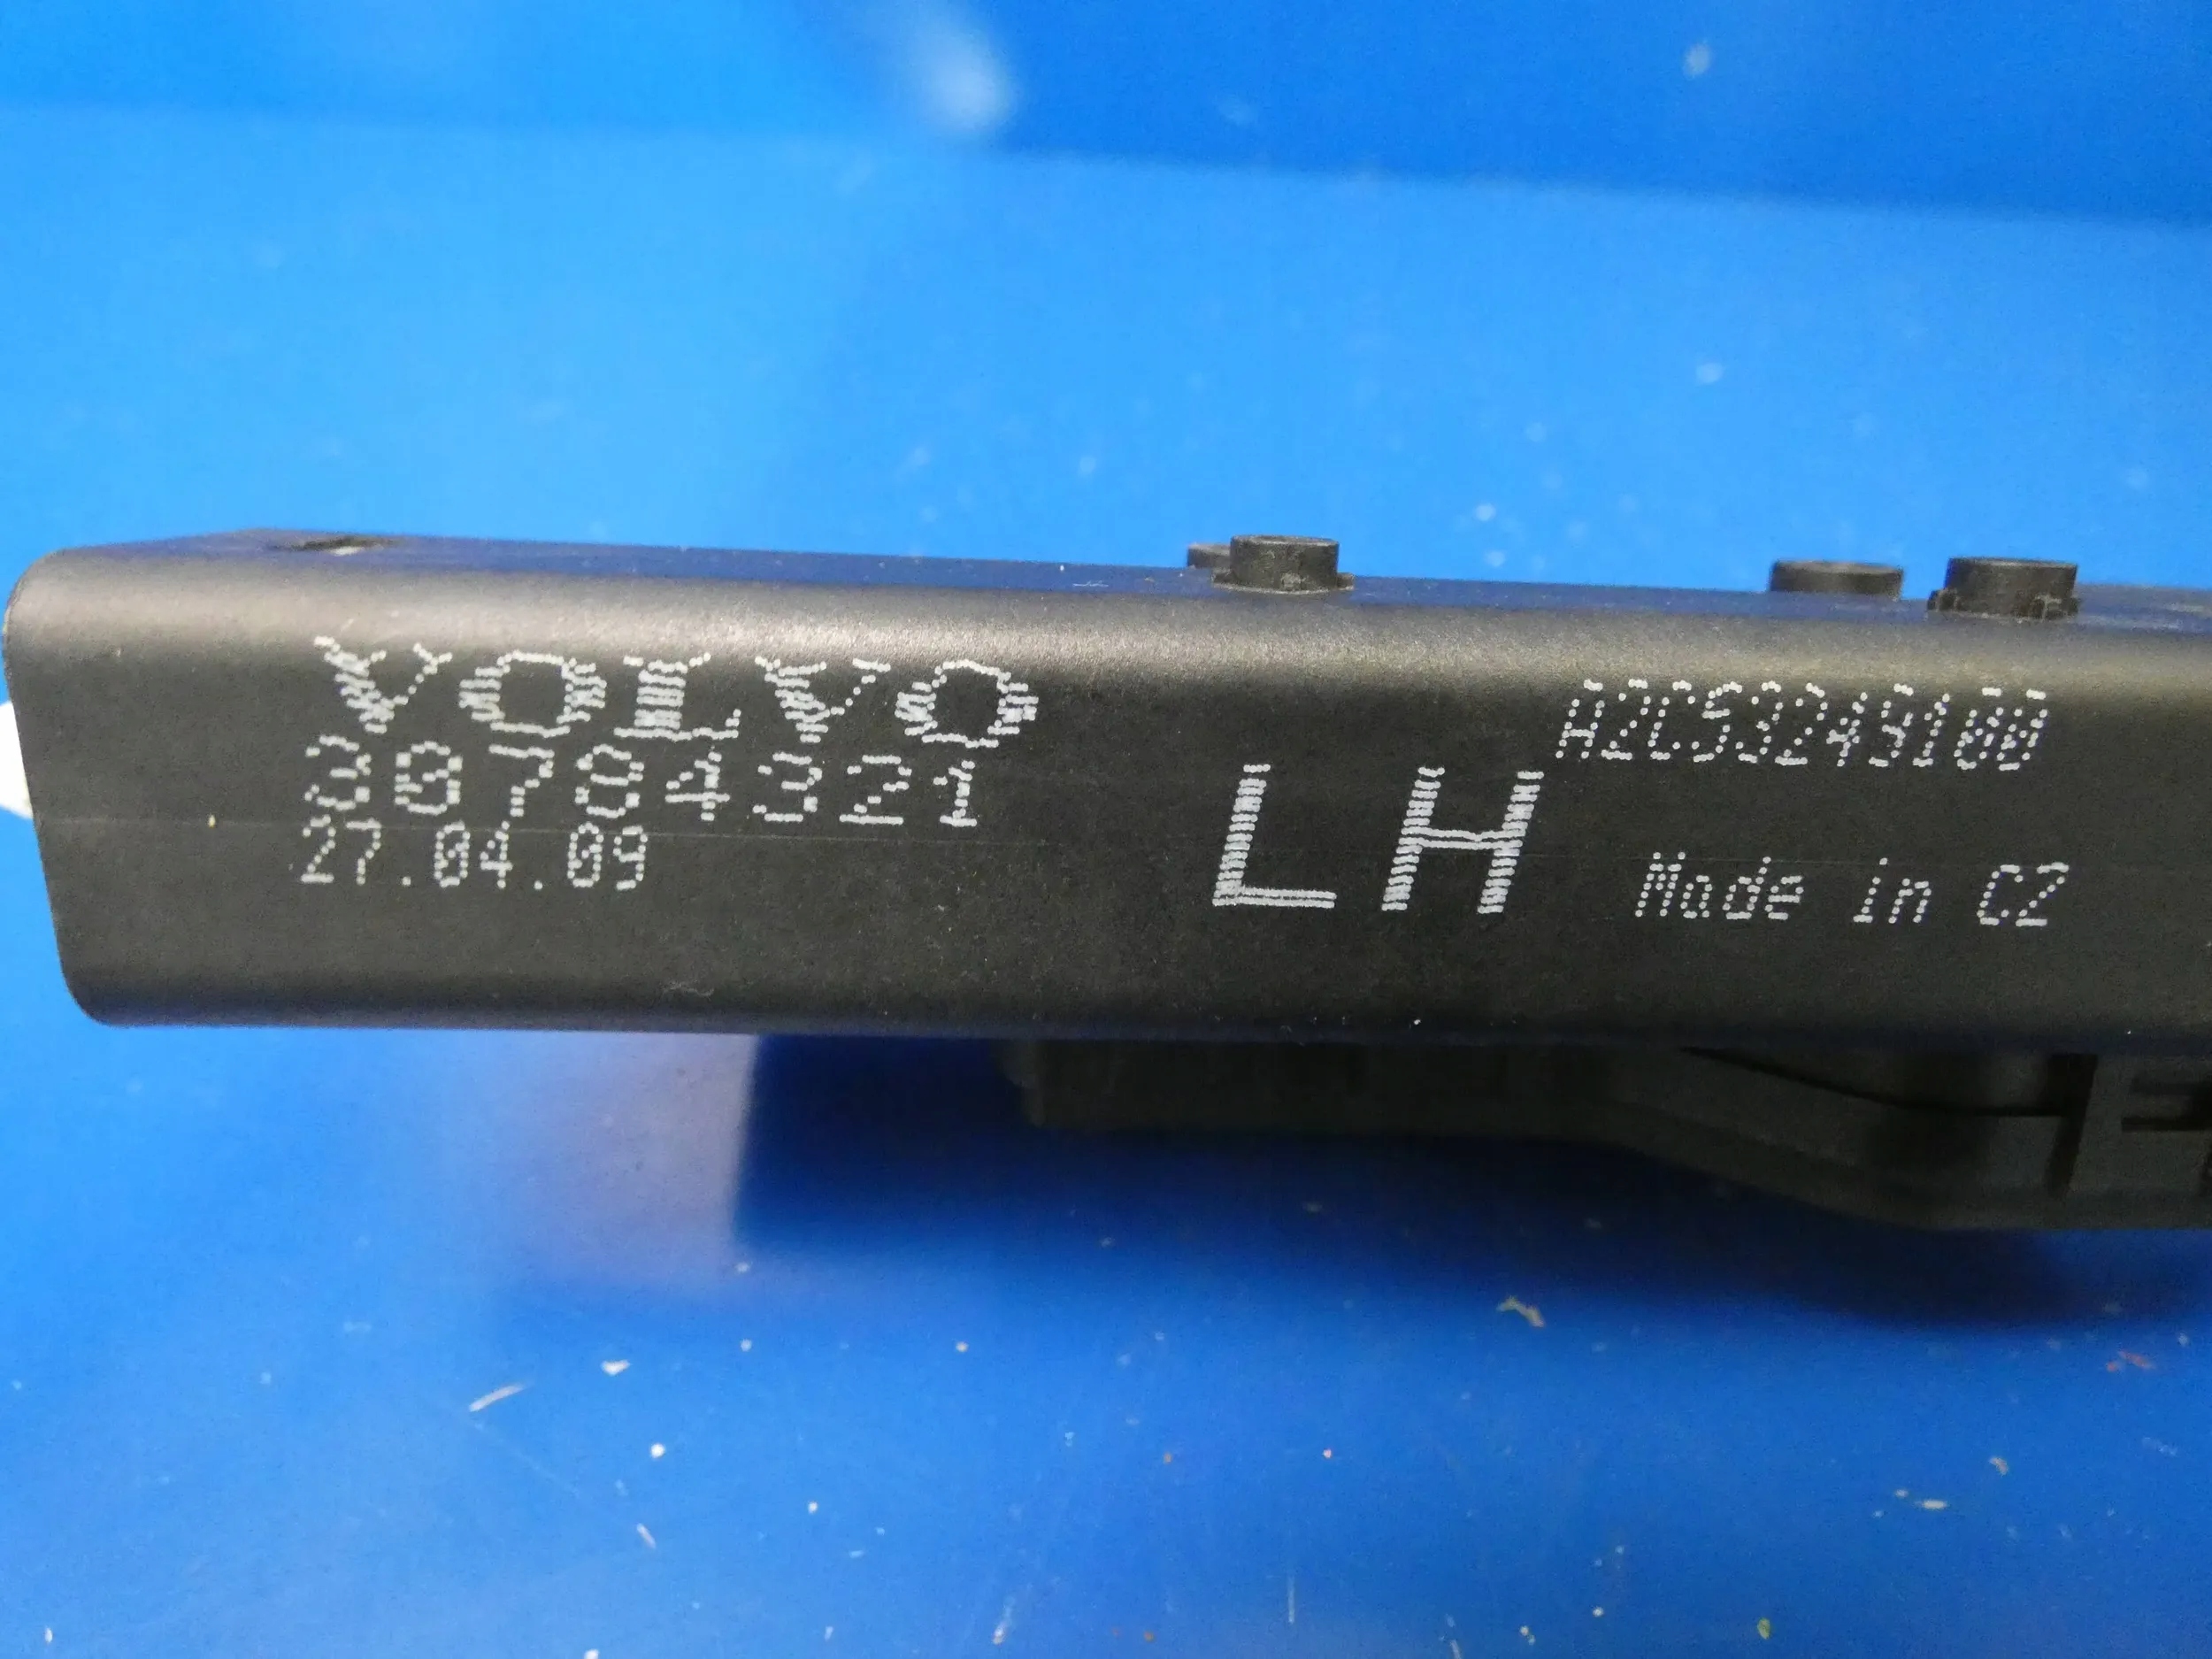 VOLVO
30784321
27.04.09
LH
A2C53249100
Made in CZ